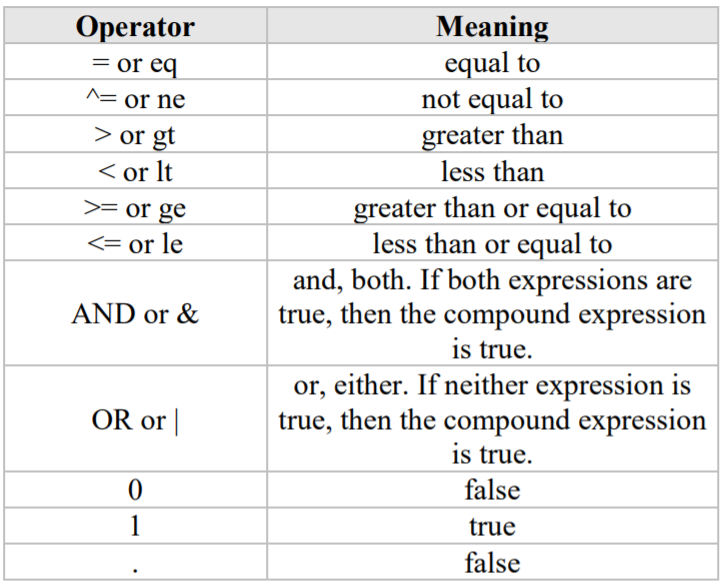 Operator Meaning
= or eq equal to
^= or ne not equal to
> or gt greater than
< or lt less than
>= or ge greater than or equal to
<= or le less than or equal to
AND or & and, both. If both expressions are
true, then the compound expression
is true.
OR or | or, either. If neither expression is
true, then the compound expression
is true.
0 false
1 true
. false